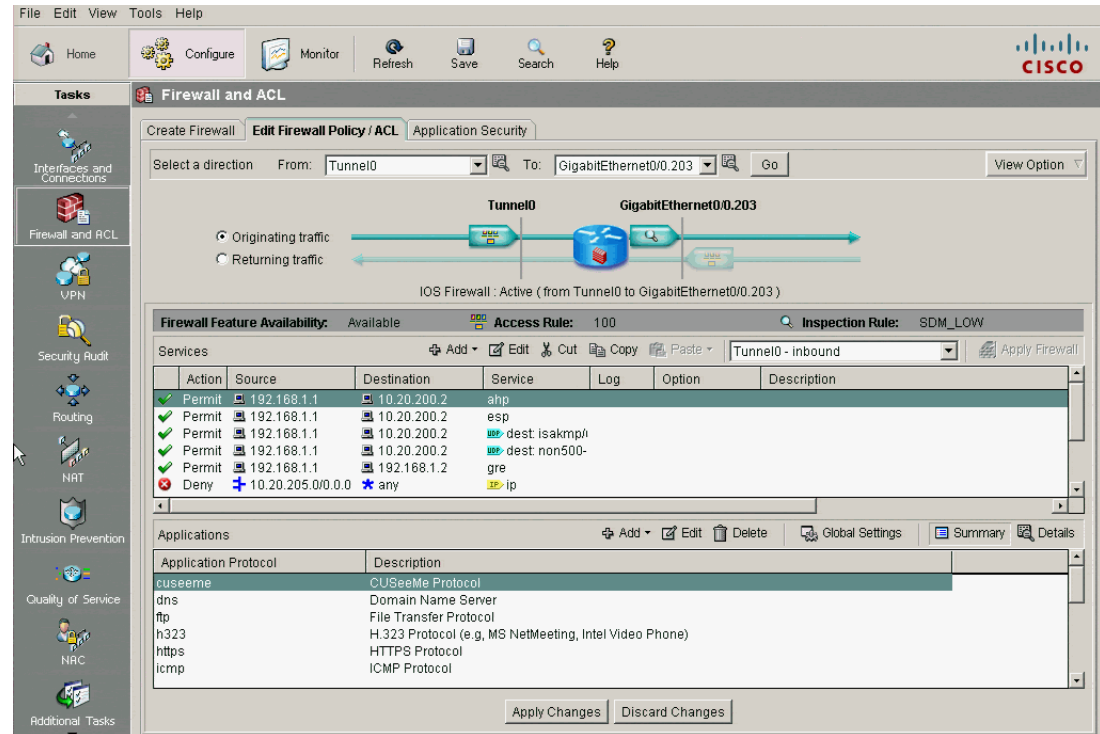 File Edit View Tools Help
Home Configure Monitor Refresh Save Search Help
CISCO
Tasks
Firewall and ACL
Interfaces and Connections
Firewall and ACL
VPN
Security Audit
Routing
NAT
Intrusion Prevention
Quality of Service
NAC
Additional Tasks
Create Firewall Edit Firewall Policy / ACL Application Security
Select a direction From: Tunnel0 To: GigabitEthernet0/0.203 Go View Option
Tunnel0 GigabitEthernet0/0.203
Originating traffic
Returning traffic
IOS Firewall : Active ( from Tunnel0 to GigabitEthernet0/0.203 )
Firewall Feature Availability: Available Access Rule: 100 Inspection Rule: SDM_LOW
Services Add Edit Cut Copy Paste Tunnel0 - inbound Apply Firewall
Action Source Destination Service Log Option Description
Permit 192.168.1.1 10.20.200.2 ahp
Permit 192.168.1.1 10.20.200.2 esp
Permit 192.168.1.1 10.20.200.2 UDP dest: isakmp/
Permit 192.168.1.1 10.20.200.2 UDP dest: non500-
Permit 192.168.1.1 192.168.1.2 gre
Deny 10.20.205.0/0.0.0 any IP ip
Applications Add Edit Delete Global Settings Summary Details
Application Protocol Description
cuseeme CUSeeMe Protocol
dns Domain Name Server
ftp File Transfer Protocol
h323 H.323 Protocol (e.g, MS NetMeeting, Intel Video Phone)
https HTTPS Protocol
icmp ICMP Protocol
Apply Changes Discard Changes